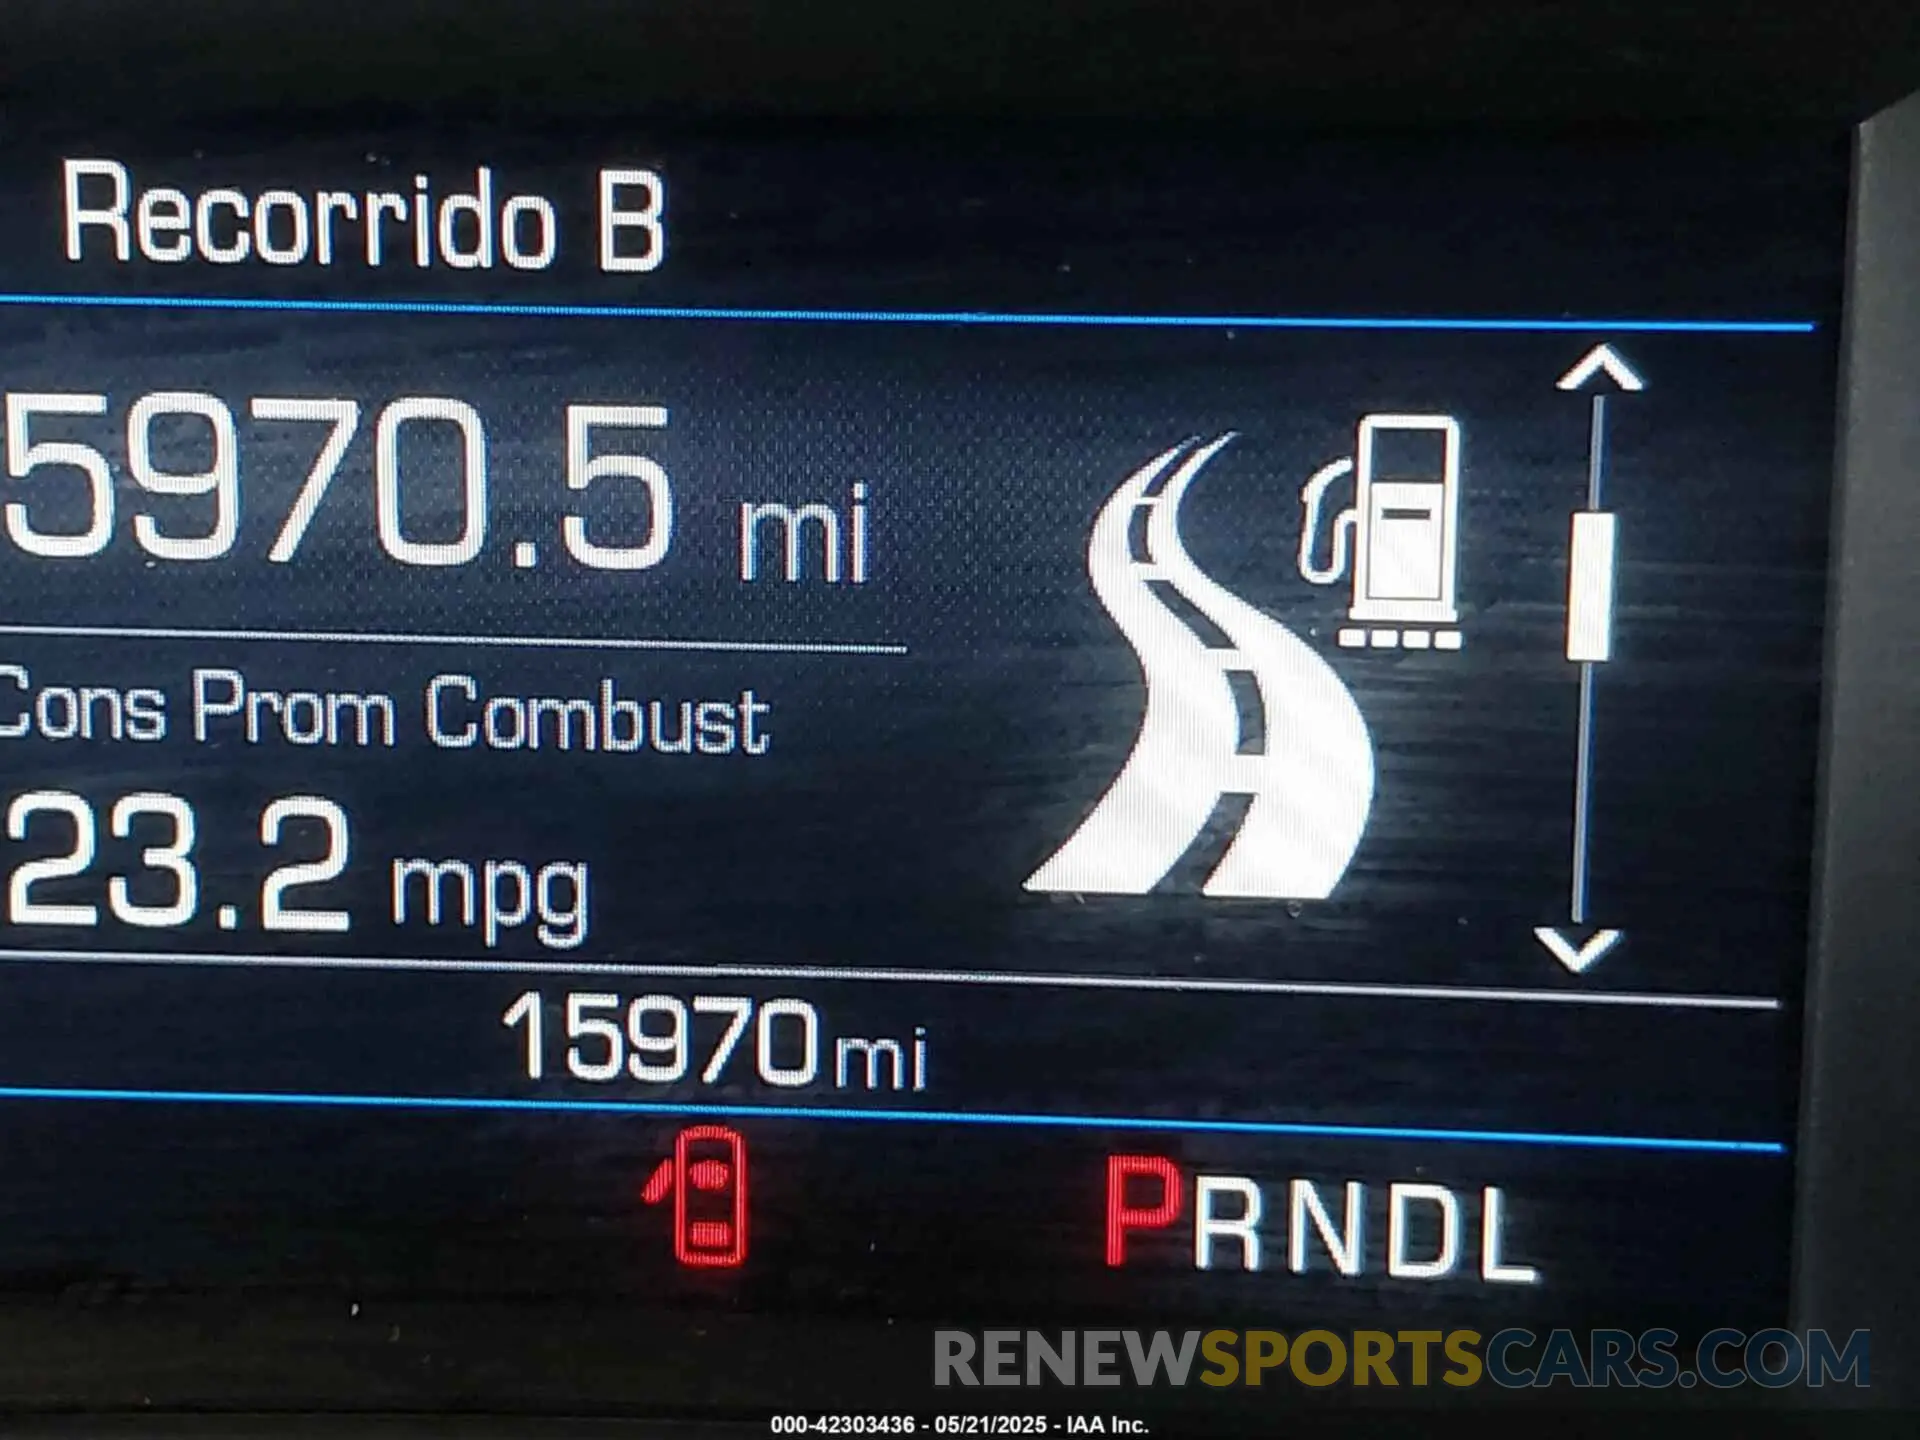 Recorrido B
5970.5 mi
Cons Prom Combust
23.2 mpg
15970 mi
PRNDL
RENEWSPORTSCARS.COM
000-42303436 - 05/21/2025 - IAA Inc.